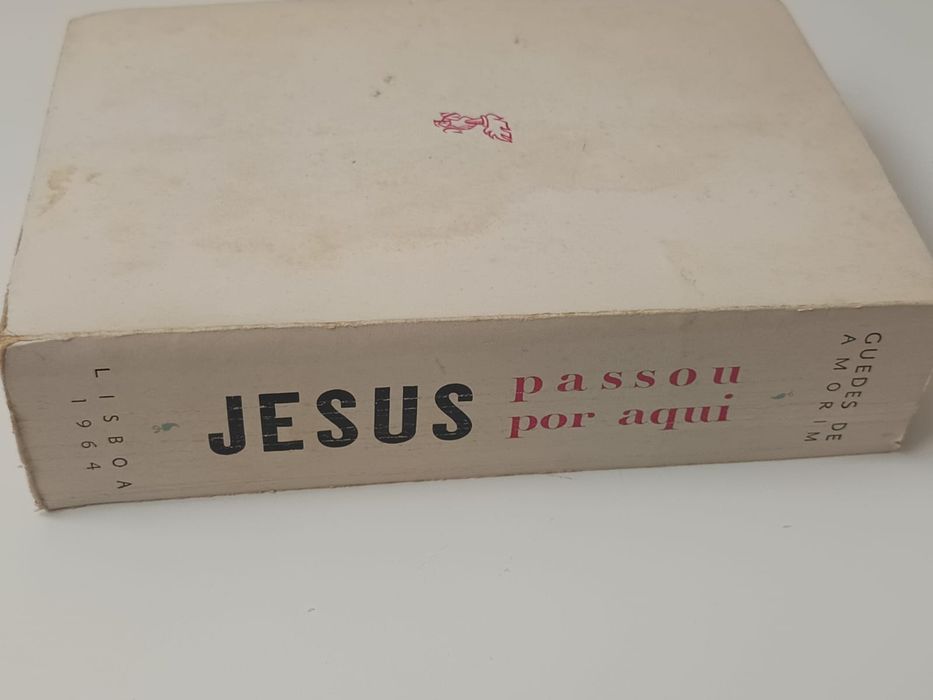 LISBOA
1964
JESUS
passou
por aqui
GUEDES DE
AMORIM